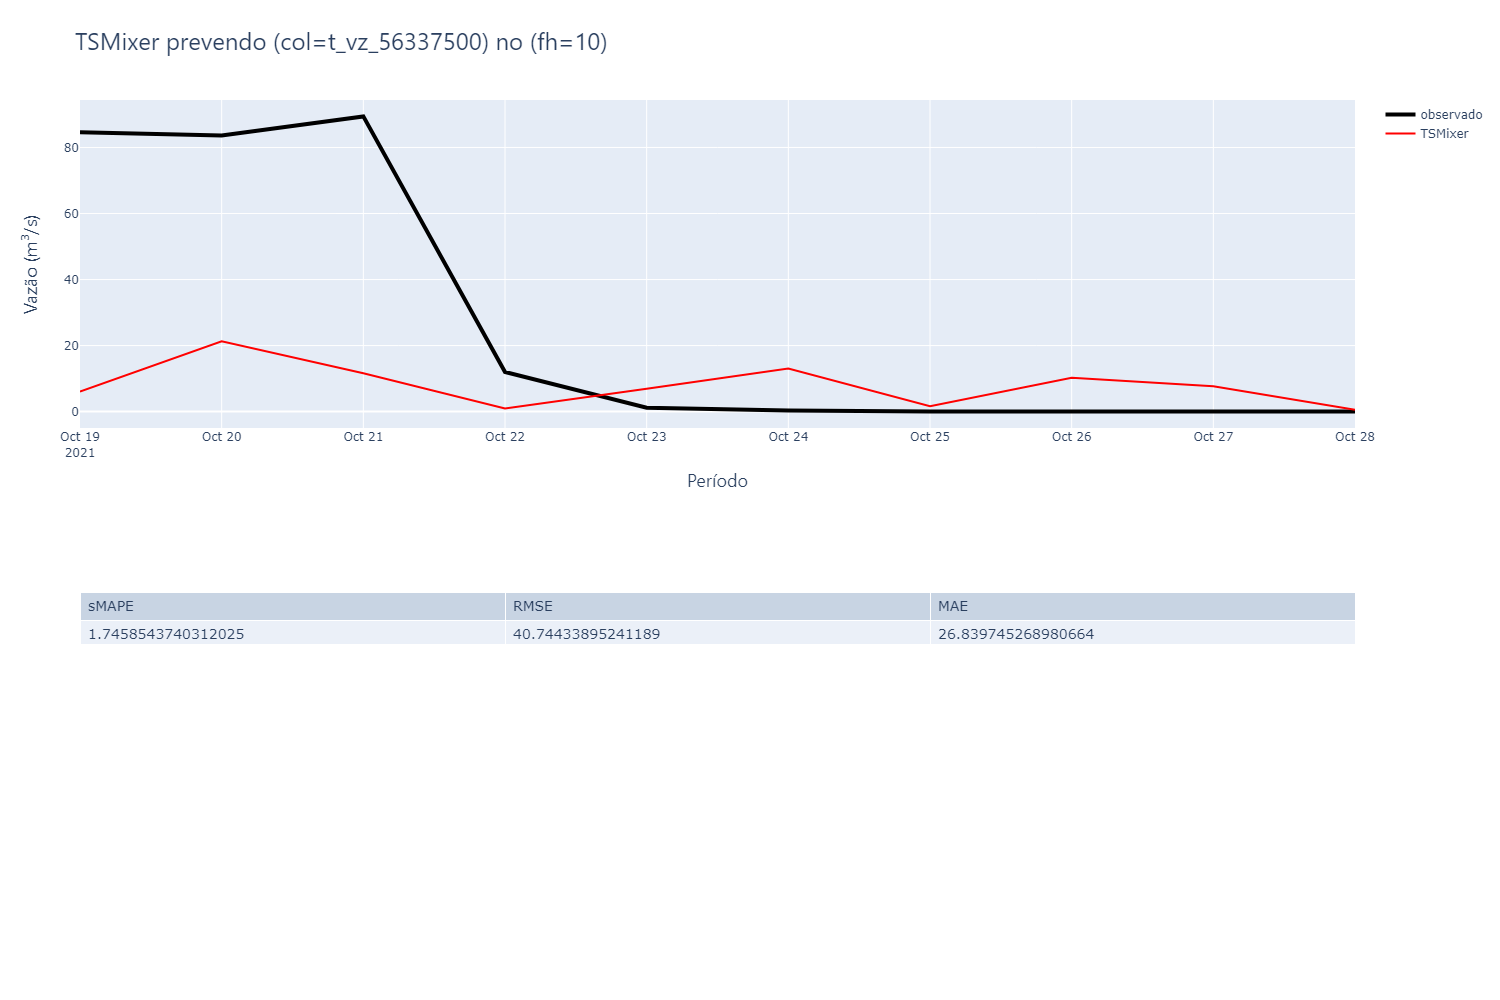 TSMixer prevendo (col=t_vz_56337500) no (fh=10)
observado
TSMixer
Vazão (m³/s)
80
60
40
20
0
Oct 19 Oct 20 Oct 21 Oct 22 Oct 23 Oct 24 Oct 25 Oct 26 Oct 27 Oct 28
2021
Período
sMAPE RMSE MAE
1.7458543740312025 40.74433895241189 26.839745268980664